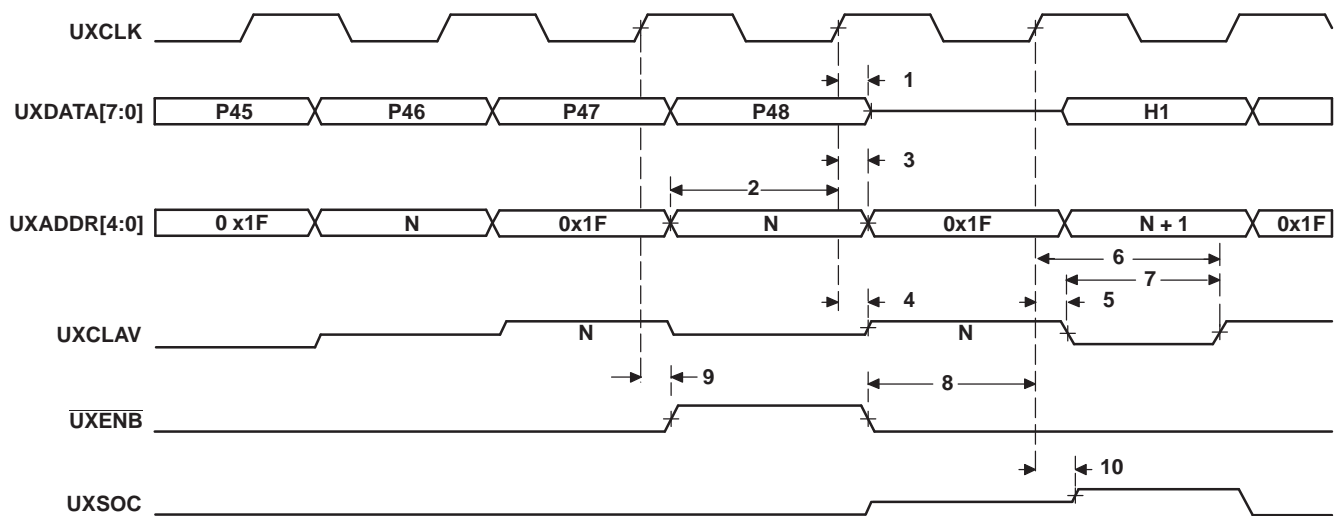 UXCLK
1
UXDATA[7:0] P45 P46 P47 P48 H1
3
2
UXADDR[4:0] 0 x1F N 0x1F N 0x1F N + 1 0x1F
6
7
4 5
UXCLAV N N
9 8
UXENB
10
UXSOC